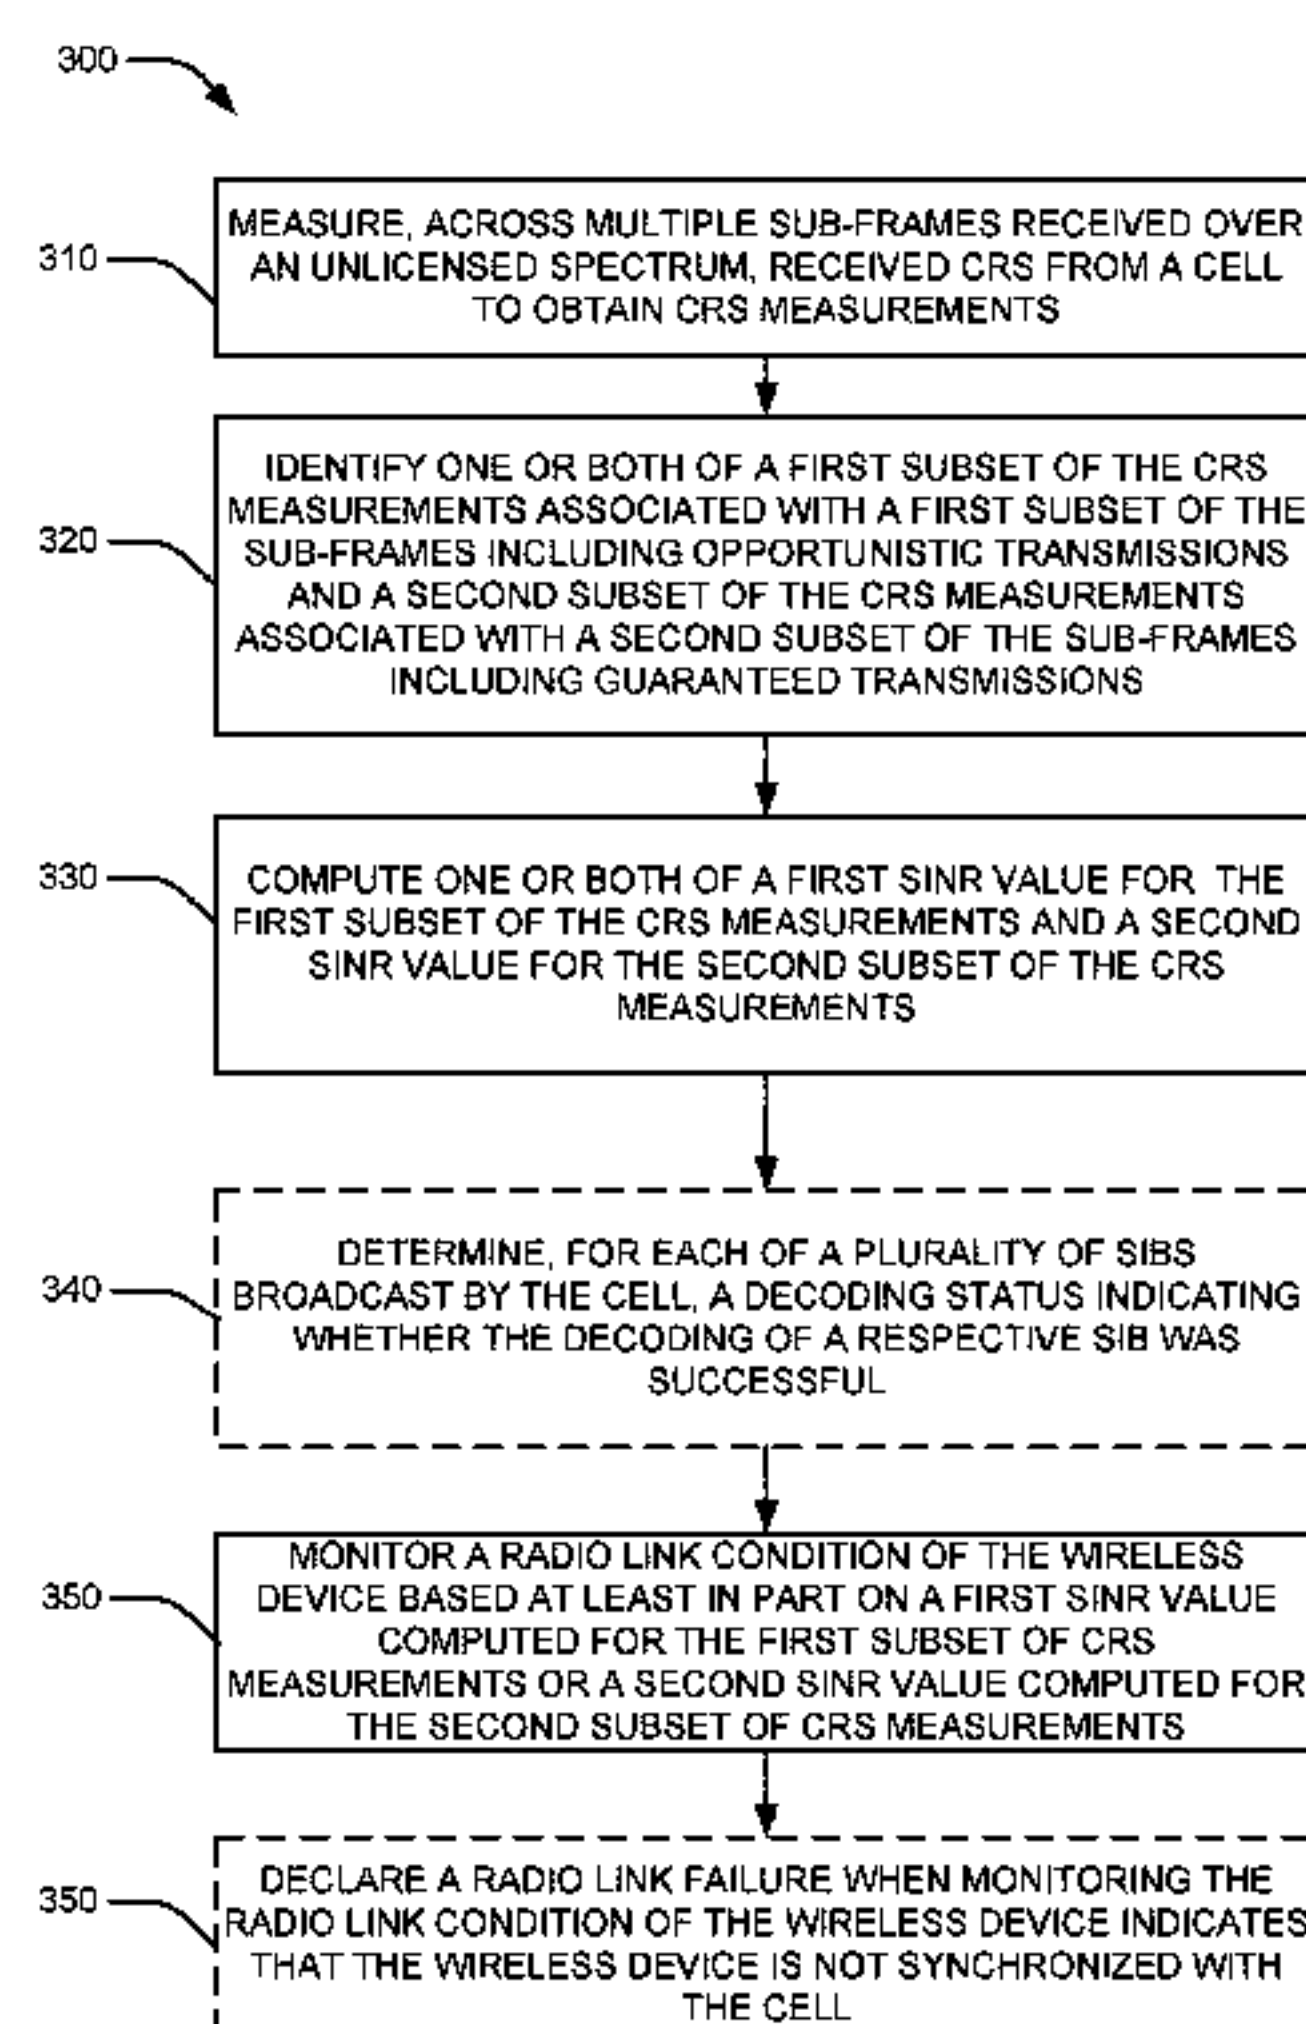 300
310
MEASURE, ACROSS MULTIPLE SUB-FRAMES RECEIVED OVER
AN UNLICENSED SPECTRUM, RECEIVED CRS FROM A CELL
TO OBTAIN CRS MEASUREMENTS
320
IDENTIFY ONE OR BOTH OF A FIRST SUBSET OF THE CRS
MEASUREMENTS ASSOCIATED WITH A FIRST SUBSET OF THE
SUB-FRAMES INCLUDING OPPORTUNISTIC TRANSMISSIONS
AND A SECOND SUBSET OF THE CRS MEASUREMENTS
ASSOCIATED WITH A SECOND SUBSET OF THE SUB-FRAMES
INCLUDING GUARANTEED TRANSMISSIONS
330
COMPUTE ONE OR BOTH OF A FIRST SINR VALUE FOR THE
FIRST SUBSET OF THE CRS MEASUREMENTS AND A SECOND
SINR VALUE FOR THE SECOND SUBSET OF THE CRS
MEASUREMENTS
340
DETERMINE, FOR EACH OF A PLURALITY OF SIBS
BROADCAST BY THE CELL, A DECODING STATUS INDICATING
WHETHER THE DECODING OF A RESPECTIVE SIB WAS
SUCCESSFUL
350
MONITOR A RADIO LINK CONDITION OF THE WIRELESS
DEVICE BASED AT LEAST IN PART ON A FIRST SINR VALUE
COMPUTED FOR THE FIRST SUBSET OF CRS
MEASUREMENTS OR A SECOND SINR VALUE COMPUTED FOR
THE SECOND SUBSET OF CRS MEASUREMENTS
350
DECLARE A RADIO LINK FAILURE WHEN MONITORING THE
RADIO LINK CONDITION OF THE WIRELESS DEVICE INDICATES
THAT THE WIRELESS DEVICE IS NOT SYNCHRONIZED WITH
THE CELL